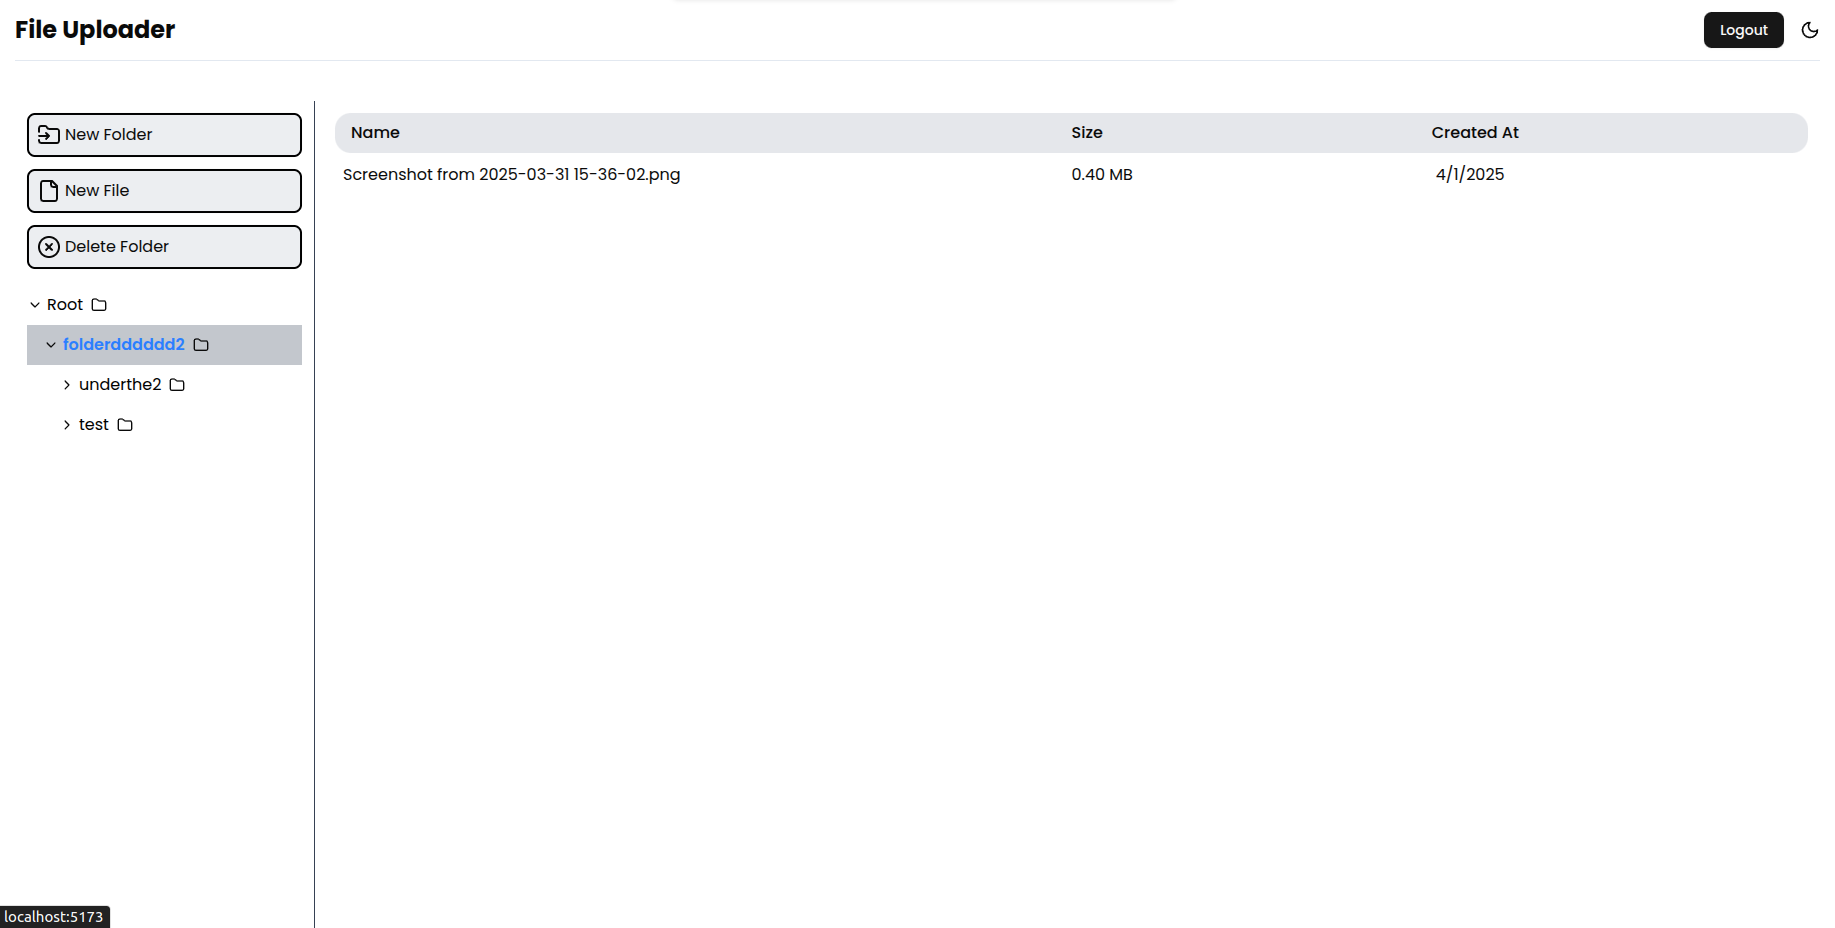 File Uploader
Logout
New Folder
New File
Delete Folder
Root
folderdddddd2
underthe2
test
Name Size Created At
Screenshot from 2025-03-31 15-36-02.png 0.40 MB 4/1/2025
localhost:5173